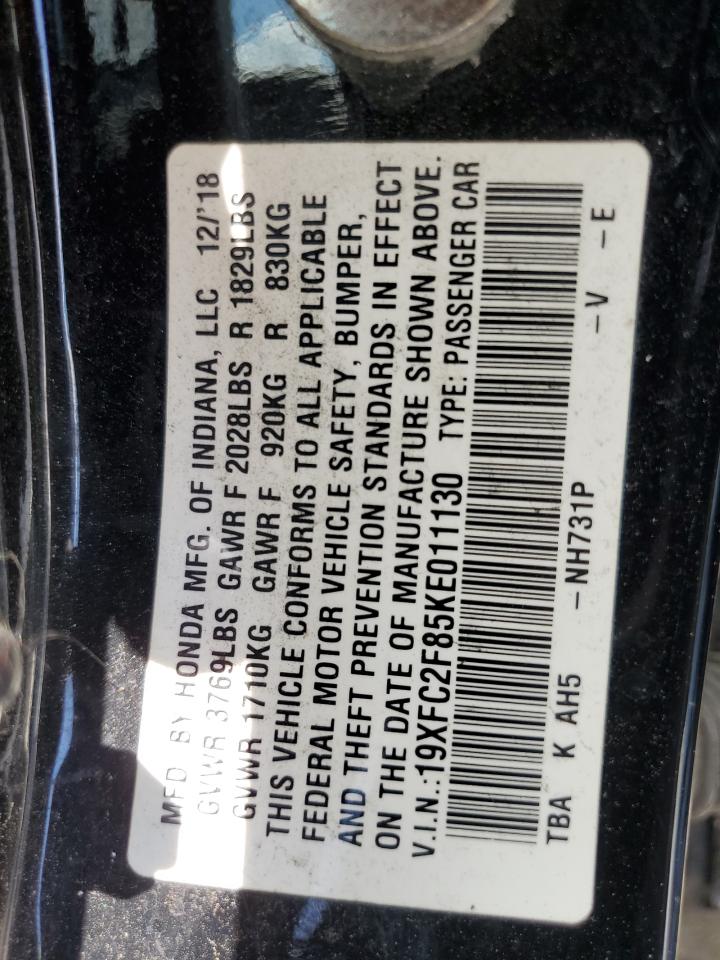 MFD BY HONDA MFG. OF INDIANA, LLC 12/'18
GVWR 3769LBS GAWR F 2028LBS R 1829LBS
GVWR 1710KG GAWR F 920KG R 830KG
THIS VEHICLE CONFORMS TO ALL APPLICABLE
FEDERAL MOTOR VEHICLE SAFETY, BUMPER,
AND THEFT PREVENTION STANDARDS IN EFFECT
ON THE DATE OF MANUFACTURE SHOWN ABOVE.
V.I.N.:19XFC2F85KE011130 TYPE: PASSENGER CAR
TBA K AH5 -NH731P -V -E